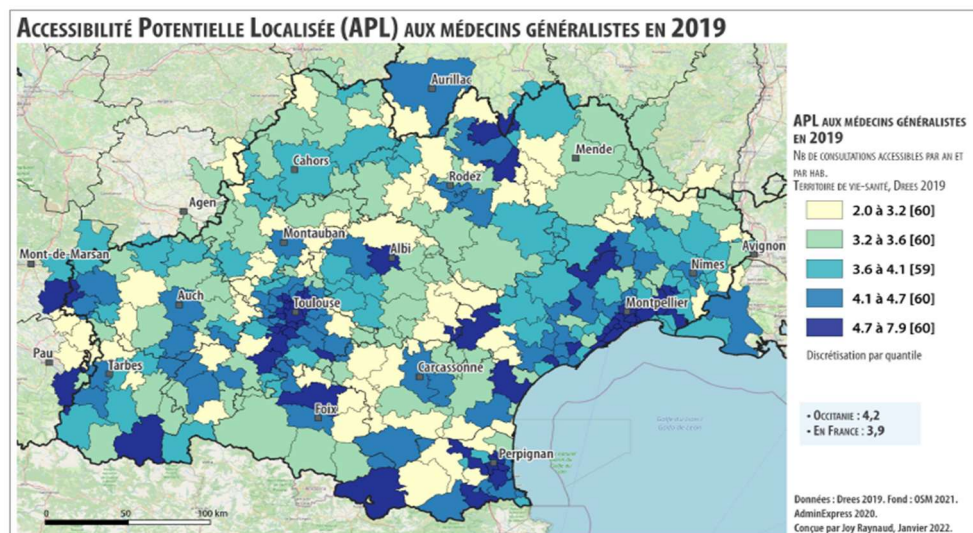 ACCESSIBILITÉ POTENTIELLE LOCALISÉE (APL) AUX MÉDECINS GÉNÉRALISTES EN 2019
Aurillac
Mende
Cahors
Rodez
Agen
Montauban
Albi
Avignon
Mont-de-Marsan
Nîmes
Auch
Toulouse
Montpellier
Pau
Tarbes
Carcassonne
Foix
Perpignan
0 50 100 km
APL AUX MÉDECINS GÉNÉRALISTES
EN 2019
NB DE CONSULTATIONS ACCESSIBLES PAR AN ET
PAR HAB.
TERRITOIRE DE VIE-SANTÉ, DREES 2019
2.0 à 3.2 [60]
3.2 à 3.6 [60]
3.6 à 4.1 [59]
4.1 à 4.7 [60]
4.7 à 7.9 [60]
Discrétisation par quantile
• OCCITANIE : 4,2
• EN FRANCE : 3,9
Données : Drees 2019. Fond : OSM 2021.
AdminExpress 2020.
Conçue par Joy Raynaud, Janvier 2022.